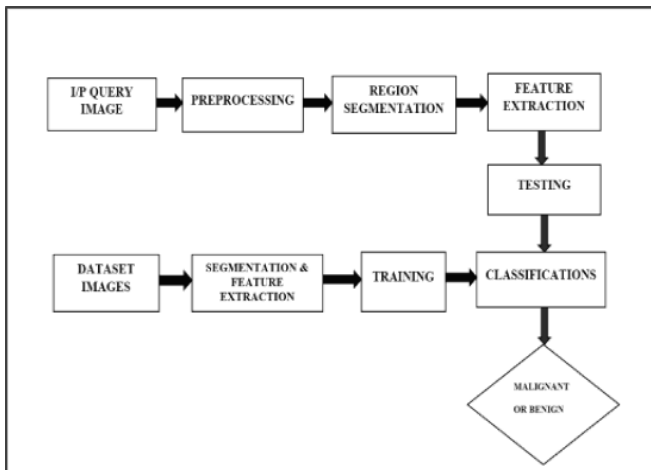 I/P QUERY
IMAGE
PREPROCESSING
REGION
SEGMENTATION
FEATURE
EXTRACTION
TESTING
DATASET
IMAGES
SEGMENTATION &
FEATURE
EXTRACTION
TRAINING
CLASSIFICATIONS
MALIGNANT
OR BENIGN